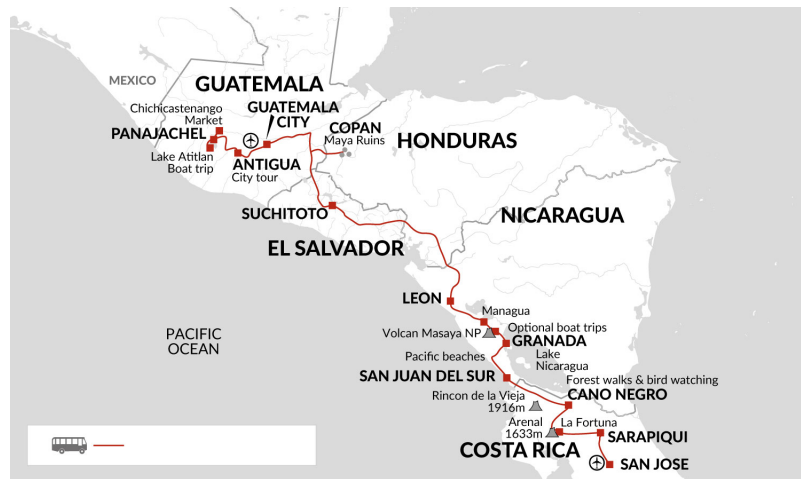 MEXICO
GUATEMALA
Chichicastenango
Market
GUATEMALA
CITY
PANAJACHEL
COPAN
Maya Ruins
HONDURAS
Lake Atitlan
Boat trip
ANTIGUA
City tour
SUCHITOTO
NICARAGUA
EL SALVADOR
LEON
Managua
PACIFIC
OCEAN
Volcan Masaya NP
Optional boat trips
GRANADA
Lake
Nicaragua
Pacific beaches
SAN JUAN DEL SUR
Forest walks & bird watching
CANO NEGRO
Rincon de la Vieja
1916m
Arenal
1633m
La Fortuna
COSTA RICA
SARAPIQUI
SAN JOSE